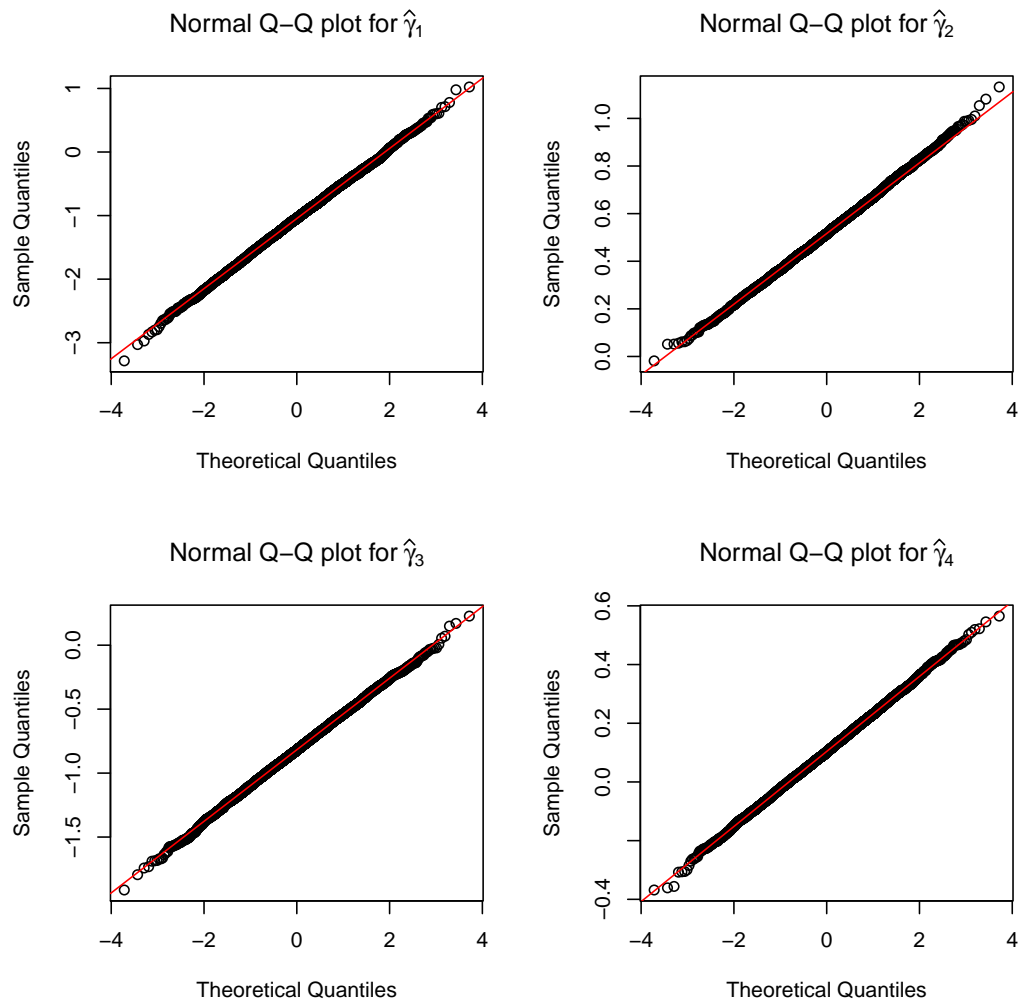 Normal Q−Q plot for γ̂1
Sample Quantiles
1
0
−1
−2
−3
−4 −2 0 2 4
Theoretical Quantiles
Normal Q−Q plot for γ̂2
Sample Quantiles
1.0
0.8
0.6
0.4
0.2
0.0
−4 −2 0 2 4
Theoretical Quantiles
Normal Q−Q plot for γ̂3
Sample Quantiles
0.0
−0.5
−1.0
−1.5
−4 −2 0 2 4
Theoretical Quantiles
Normal Q−Q plot for γ̂4
Sample Quantiles
0.6
0.4
0.2
0.0
−0.4
−4 −2 0 2 4
Theoretical Quantiles